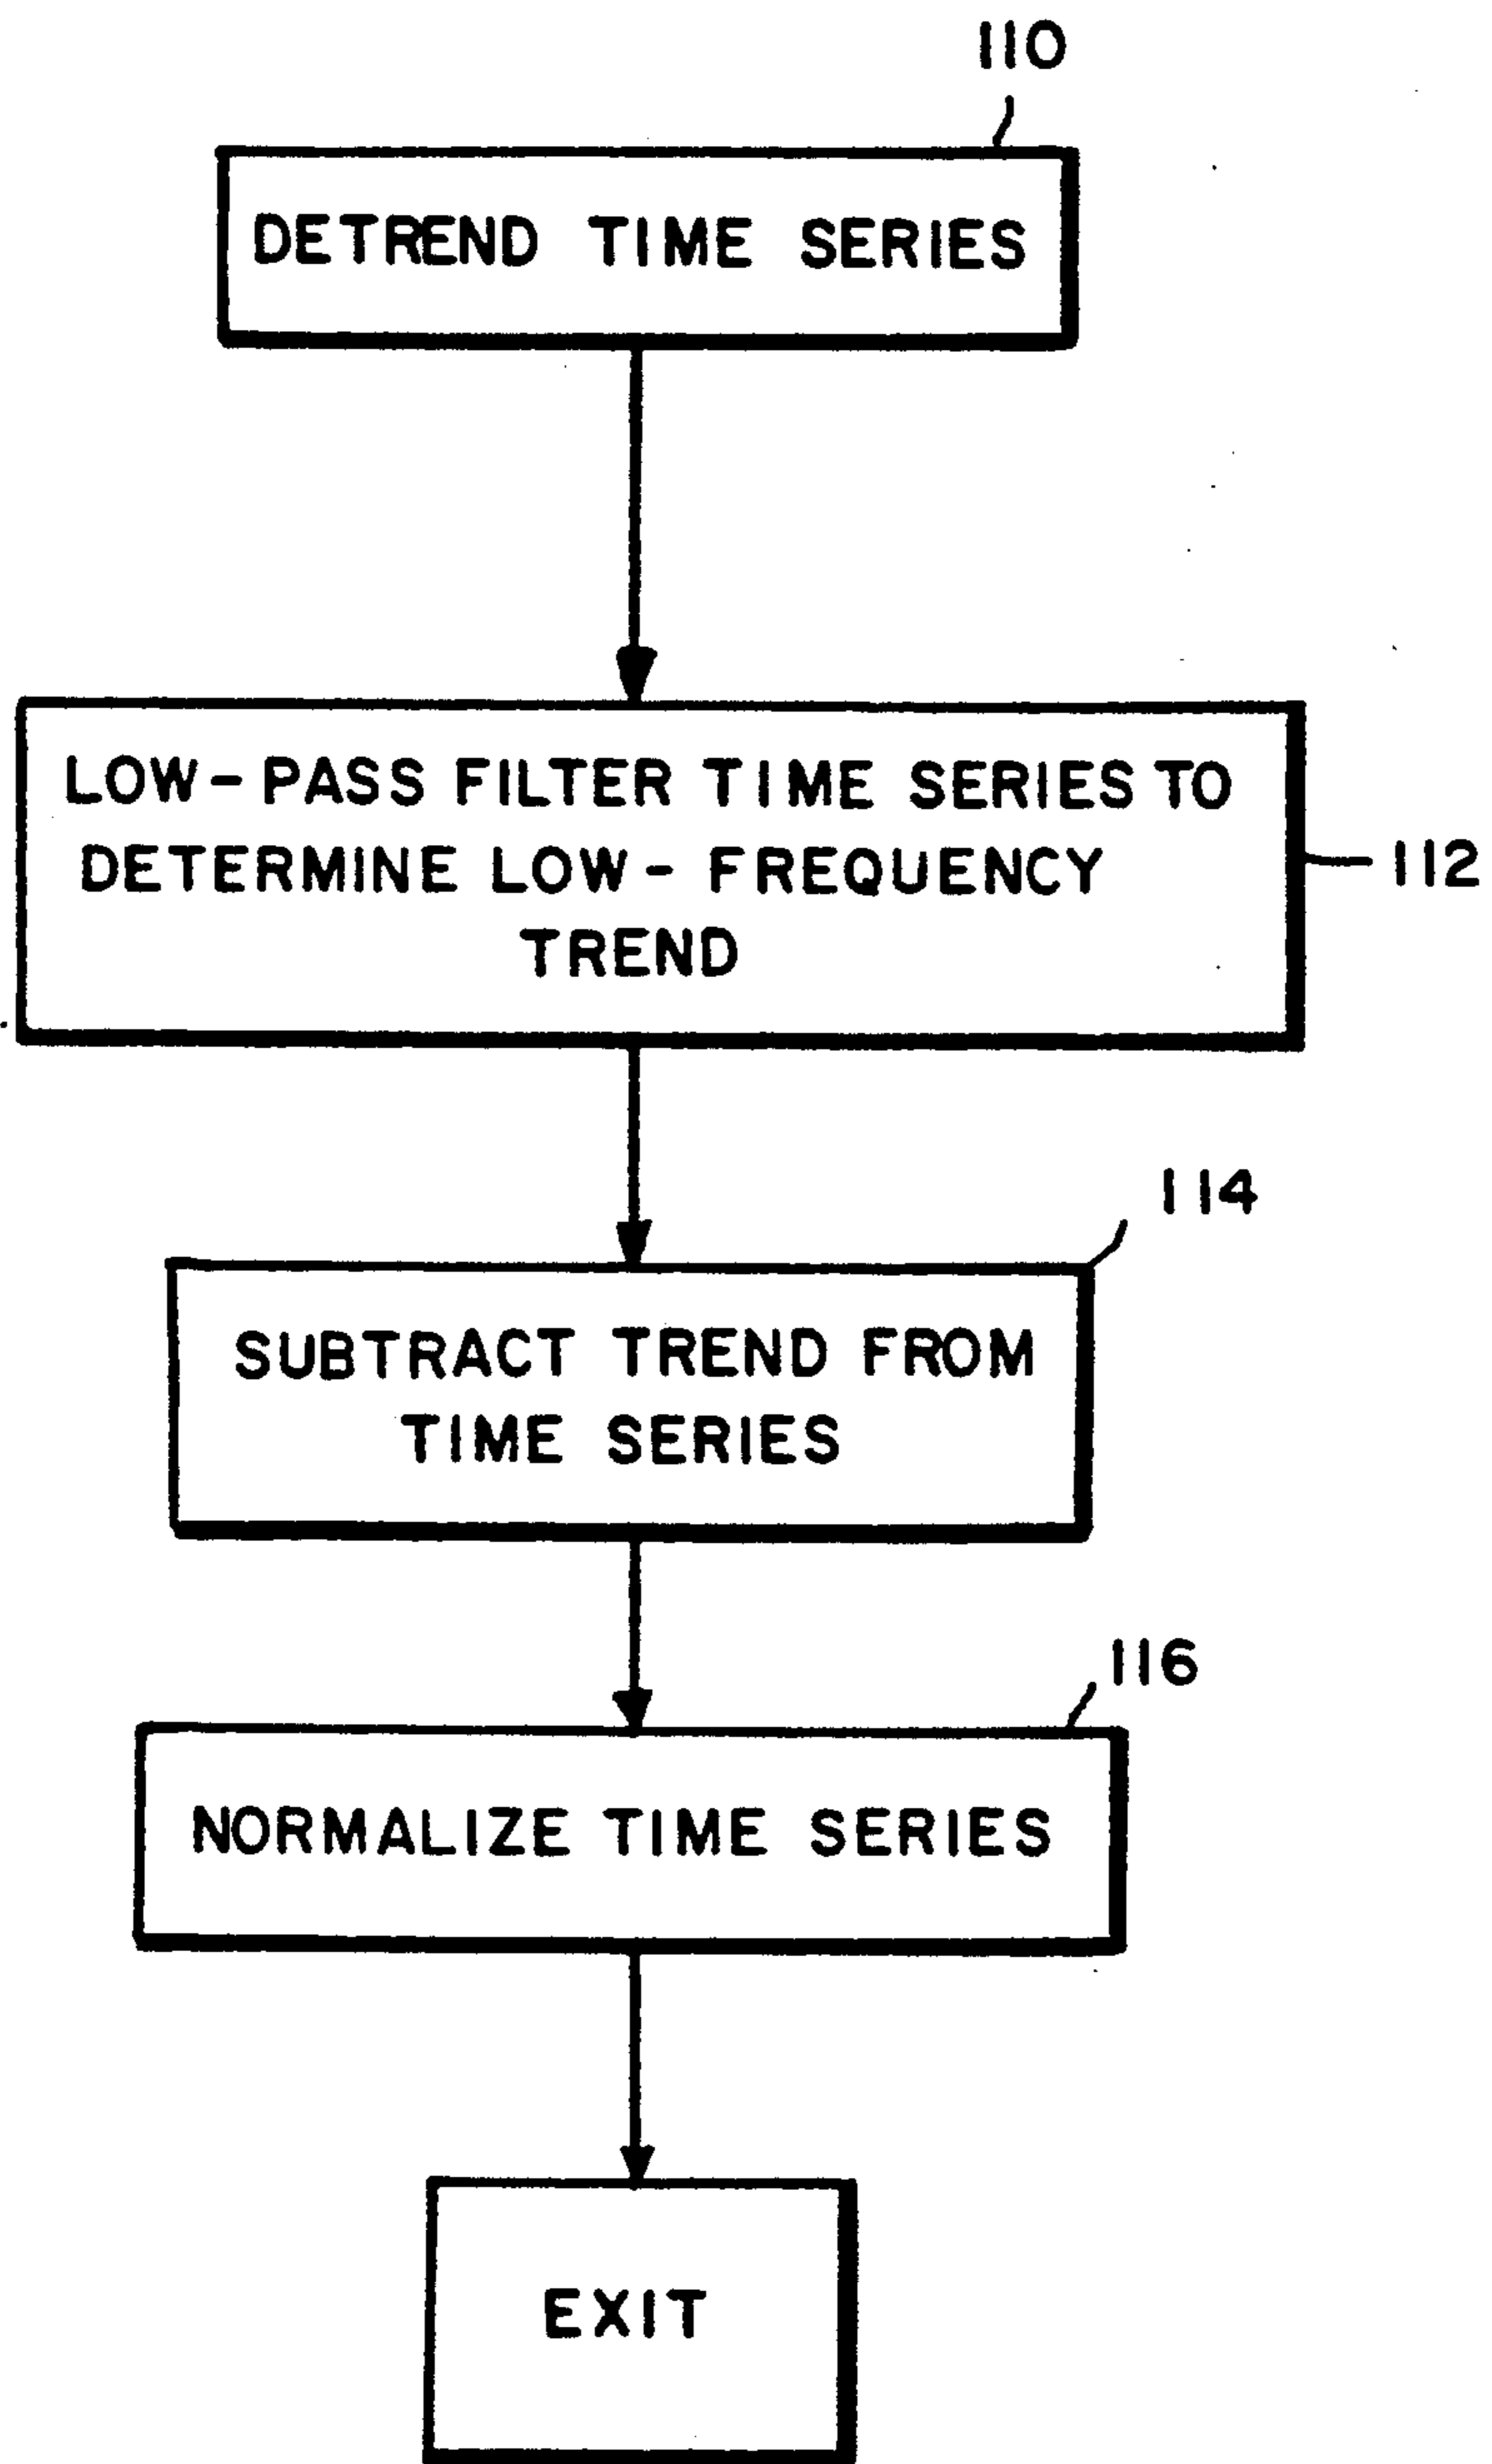 110
DETREND TIME SERIES
LOW-PASS FILTER TIME SERIES TO
DETERMINE LOW-FREQUENCY
TREND
112
114
SUBTRACT TREND FROM
TIME SERIES
116
NORMALIZE TIME SERIES
EXIT